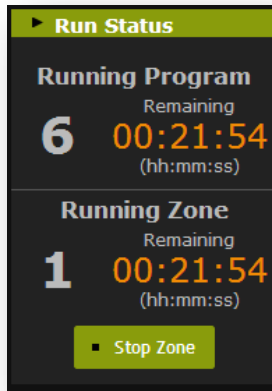 Run Status
Running Program
Remaining
6 00:21:54
(hh:mm:ss)
Running Zone
Remaining
1 00:21:54
(hh:mm:ss)
Stop Zone